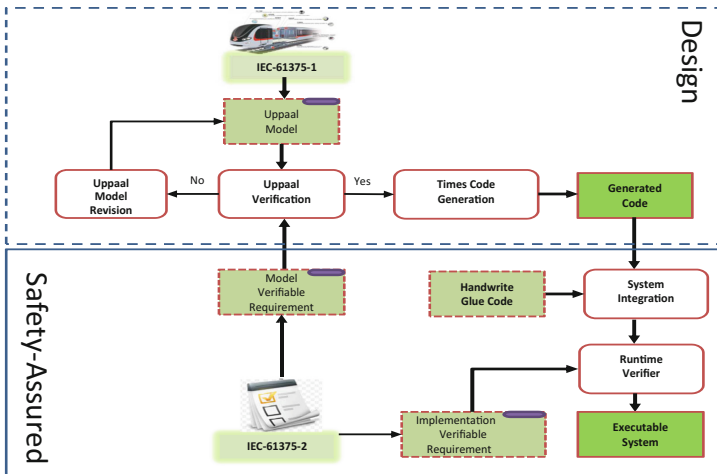 Design
IEC-61375-1
Uppaal
Model
Uppaal
Model
Revision
No
Uppaal
Verification
Yes
Times Code
Generation
Generated
Code
Safety-Assured
Model
Verifiable
Requirement
Handwrite
Glue Code
System
Integration
Runtime
Verifier
IEC-61375-2
Implementation
Verifiable
Requirement
Executable
System